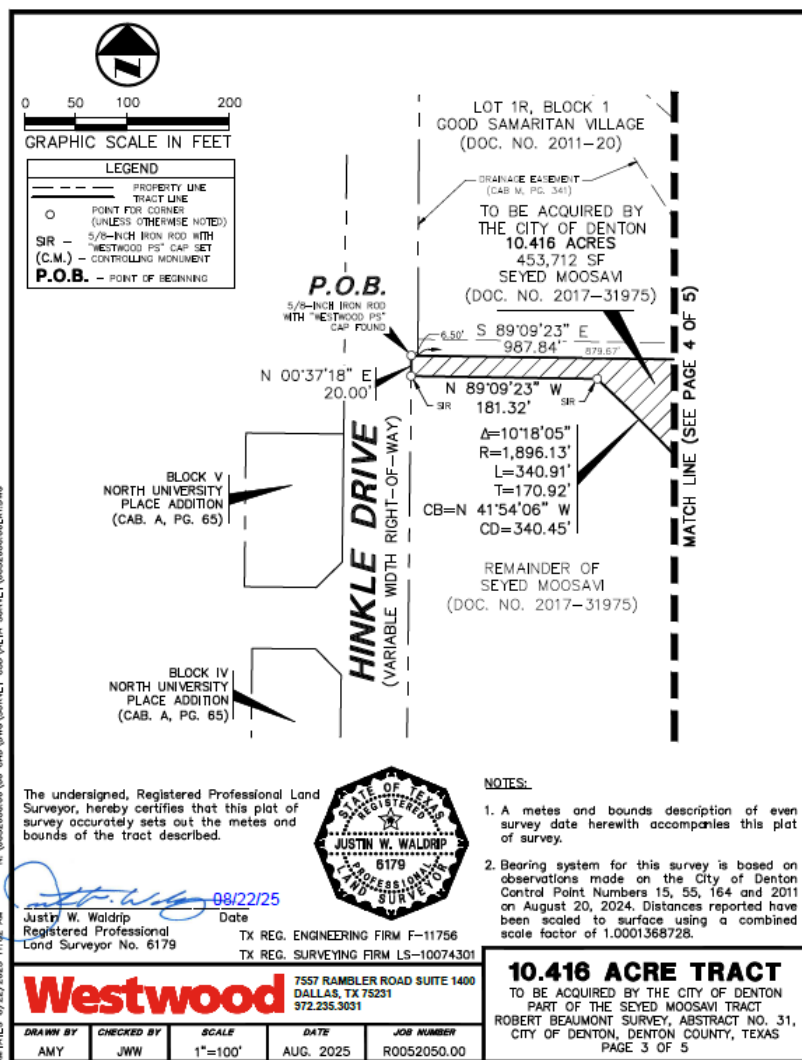 0 50 100 200
GRAPHIC SCALE IN FEET
LEGEND
PROPERTY LINE
TRACT LINE
POINT FOR CORNER
(UNLESS OTHERWISE NOTED)
SIR – 5/8-INCH IRON ROD WITH
"WESTWOOD PS" CAP SET
(C.M.) – CONTROLLING MONUMENT
P.O.B. – POINT OF BEGINNING
LOT 1R, BLOCK 1
GOOD SAMARITAN VILLAGE
(DOC. NO. 2011-20)
DRAINAGE EASEMENT
(CAB M, PG. 341)
TO BE ACQUIRED BY
THE CITY OF DENTON
10.416 ACRES
453,712 SF
SEYED MOOSAVI
(DOC. NO. 2017-31975)
P.O.B.
5/8-INCH IRON ROD
WITH "WESTWOOD PS"
CAP FOUND
6.50' S 89°09'23" E
987.84' 879.67'
N 00°37'18" E
20.00'
SIR
N 89°09'23" W
181.32'
SIR
Δ=10°18'05"
R=1,896.13'
L=340.91'
T=170.92'
CB=N 41°54'06" W
CD=340.45'
MATCH LINE (SEE PAGE 4 OF 5)
HINKLE DRIVE
(VARIABLE WIDTH RIGHT-OF-WAY)
BLOCK V
NORTH UNIVERSITY
PLACE ADDITION
(CAB. A, PG. 65)
REMAINDER OF
SEYED MOOSAVI
(DOC. NO. 2017-31975)
BLOCK IV
NORTH UNIVERSITY
PLACE ADDITION
(CAB. A, PG. 65)
The undersigned, Registered Professional Land
Surveyor, hereby certifies that this plat of
survey accurately sets out the metes and
bounds of the tract described.
08/22/25
Justin W. Waldrip Date
Registered Professional
Land Surveyor No. 6179
STATE OF TEXAS
REGISTERED
JUSTIN W. WALDRIP
6179
PROFESSIONAL
LAND SURVEYOR
TX REG. ENGINEERING FIRM F-11756
TX REG. SURVEYING FIRM LS-10074301
NOTES:
1. A metes and bounds description of even
survey date herewith accompanies this plat
of survey.
2. Bearing system for this survey is based on
observations made on the City of Denton
Control Point Numbers 15, 55, 164 and 2011
on August 20, 2024. Distances reported have
been scaled to surface using a combined
scale factor of 1.0001368728.
Westwood
7557 RAMBLER ROAD SUITE 1400
DALLAS, TX 75231
972.235.3031
DRAWN BY CHECKED BY SCALE DATE JOB NUMBER
AMY JWW 1"=100' AUG. 2025 R0052050.00
10.416 ACRE TRACT
TO BE ACQUIRED BY THE CITY OF DENTON
PART OF THE SEYED MOOSAVI TRACT
ROBERT BEAUMONT SURVEY, ABSTRACT NO. 31,
CITY OF DENTON, DENTON COUNTY, TEXAS
PAGE 3 OF 5